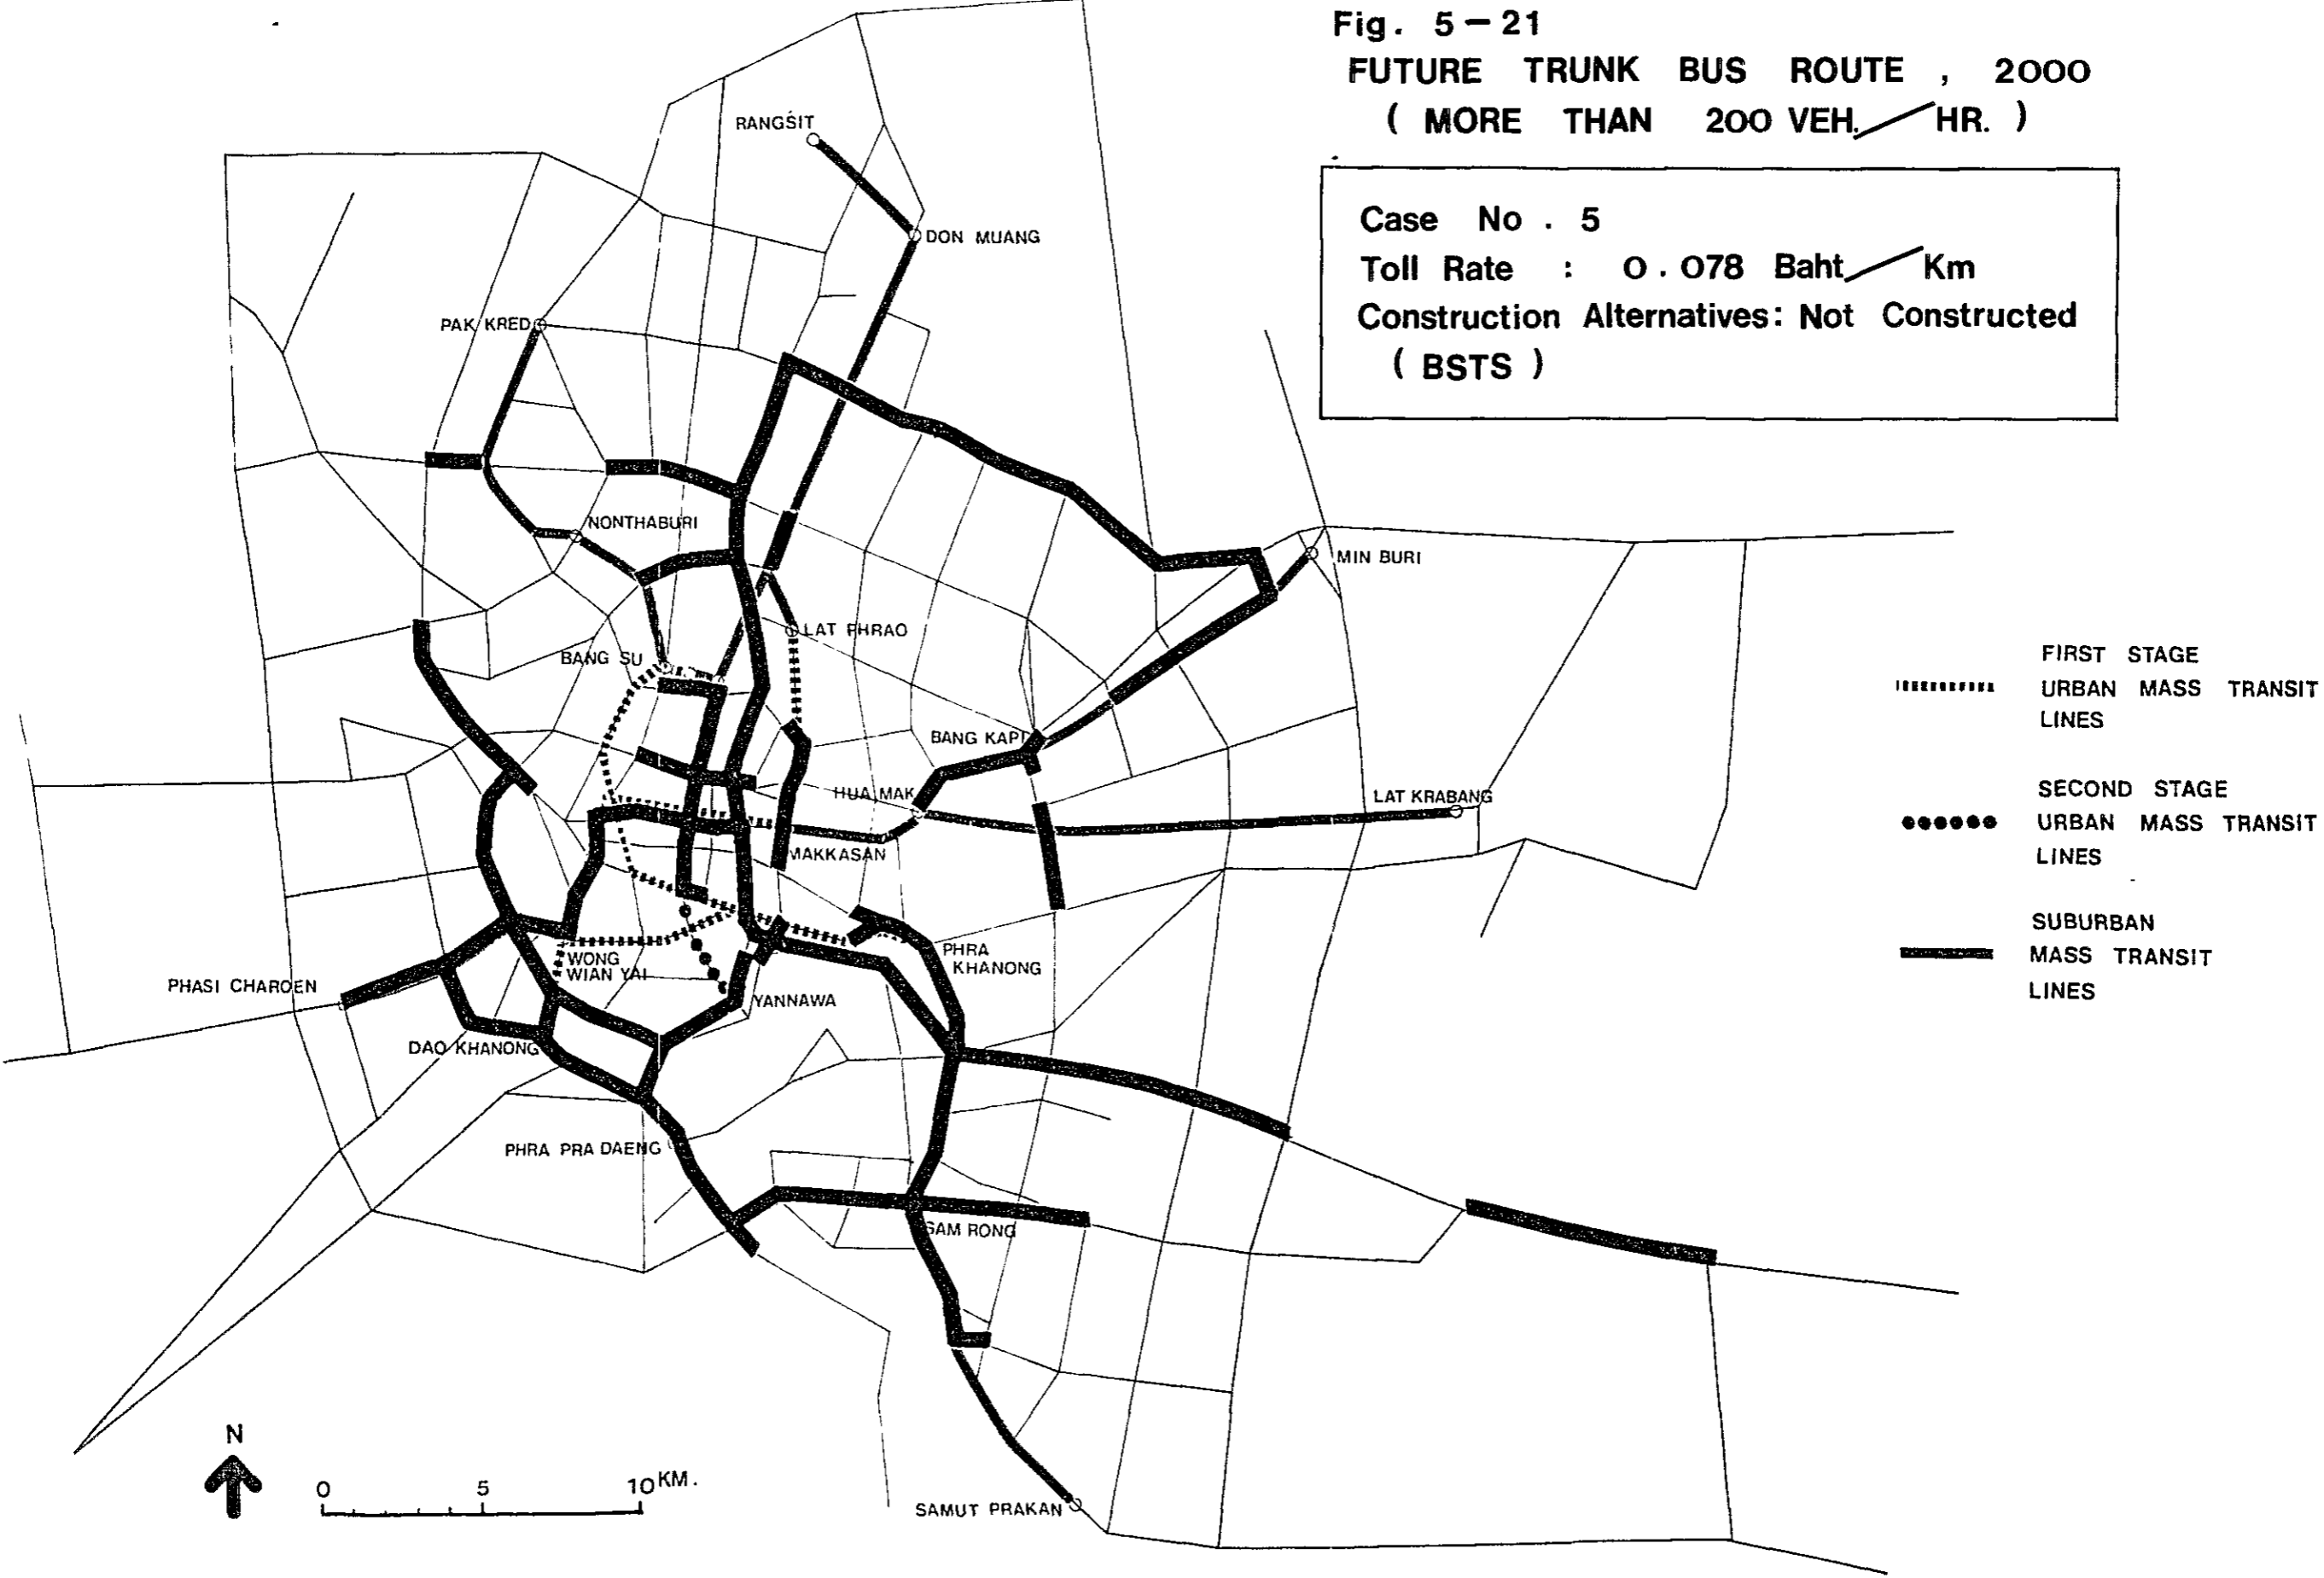 Fig. 5-21
FUTURE TRUNK BUS ROUTE , 2000
( MORE THAN 200 VEH./HR. )
Case No. 5
Toll Rate : 0.078 Baht/Km
Construction Alternatives: Not Constructed
( BSTS )
RANGSIT
DON MUANG
PAK KRED
NONTHABURI
MIN BURI
LAT PHRAO
BANG SU
BANG KAPI
HUA MAK
LAT KRABANG
MAKKASAN
PHRA
KHANONG
WONG
WIAN YAI
PHASI CHAROEN
YANNAWA
DAO KHANONG
PHRA PRA DAENG
SAM RONG
SAMUT PRAKAN
FIRST STAGE
URBAN MASS TRANSIT
LINES
SECOND STAGE
URBAN MASS TRANSIT
LINES
SUBURBAN
MASS TRANSIT
LINES
N
0 5 10 KM.